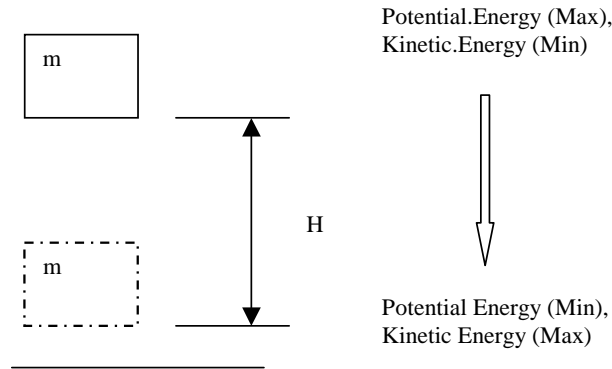 Potential.Energy (Max),
Kinetic.Energy (Min)
m
H
m
Potential Energy (Min),
Kinetic Energy (Max)